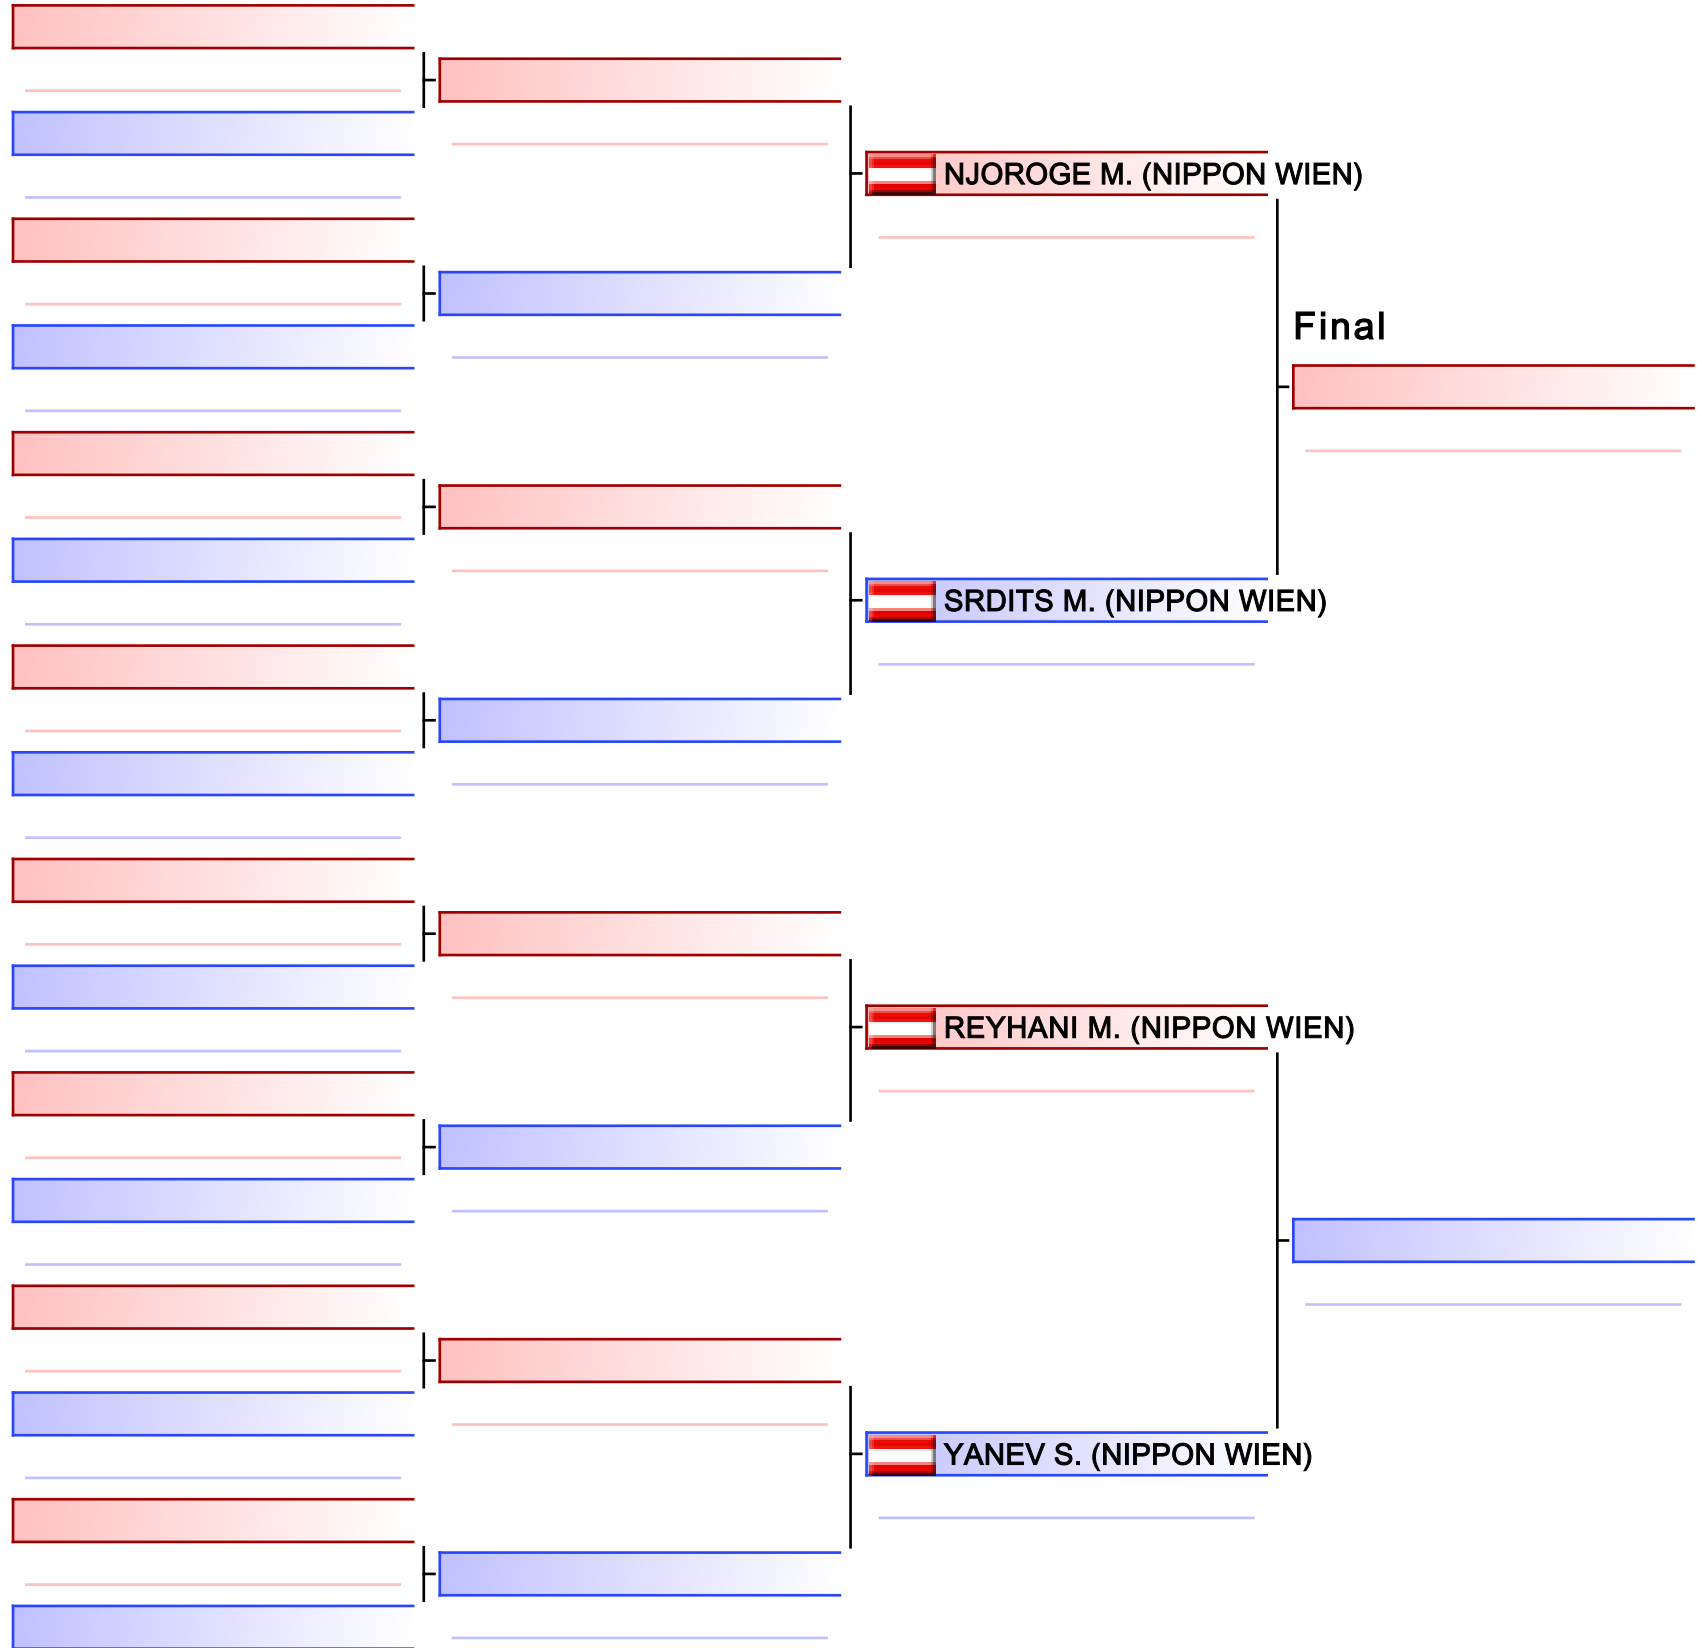 NJOROGE M. (NIPPON WIEN)
Final
SRDITS M. (NIPPON WIEN)
REYHANI M. (NIPPON WIEN)
YANEV S. (NIPPON WIEN)